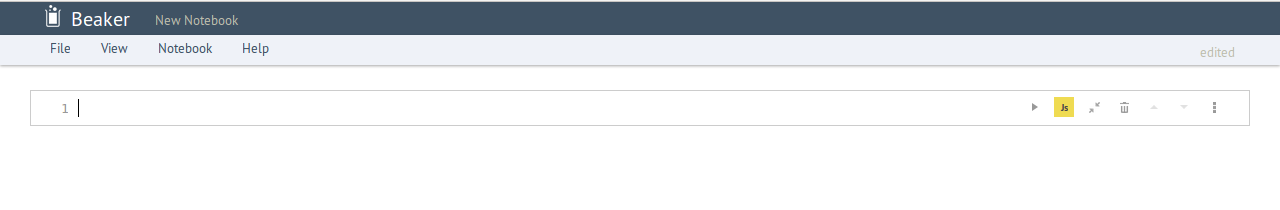 Beaker New Notebook
File View Notebook Help
edited
1
Js